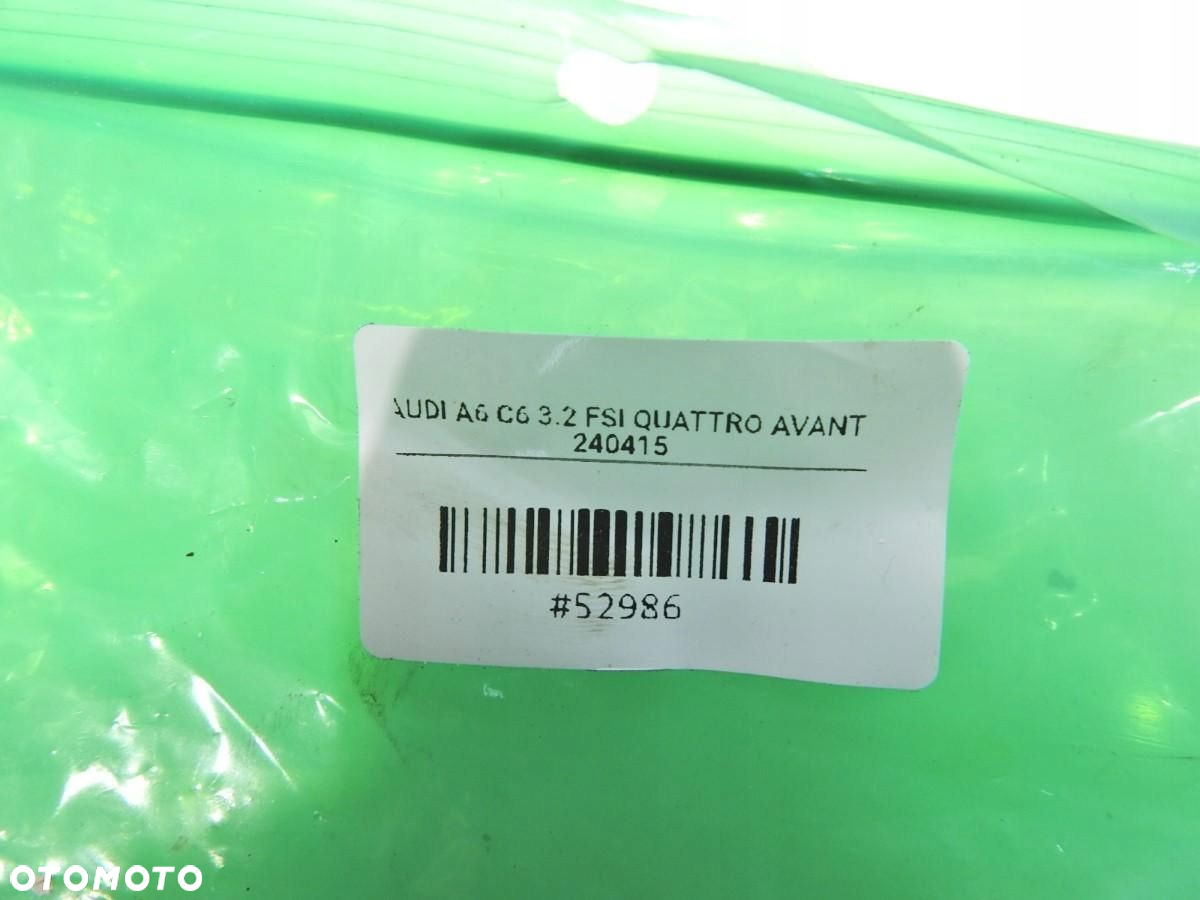 AUDI A6 C6 3.2 FSI QUATTRO AVANT
240415
#52986
OTOMOTO